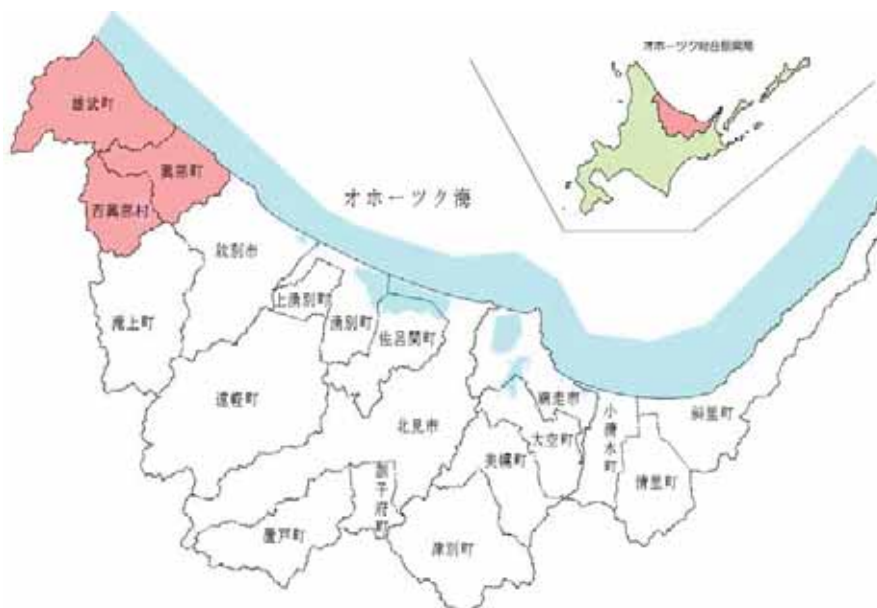 オホーツク総合振興局
雄武町
興部町
西興部村
オホーツク海
紋別市
上湧別町
滝上町
湧別町
佐呂間町
遠軽町
北見市
網走市
小清水町
斜里町
大空町
美幌町
清里町
訓子府町
置戸町
津別町